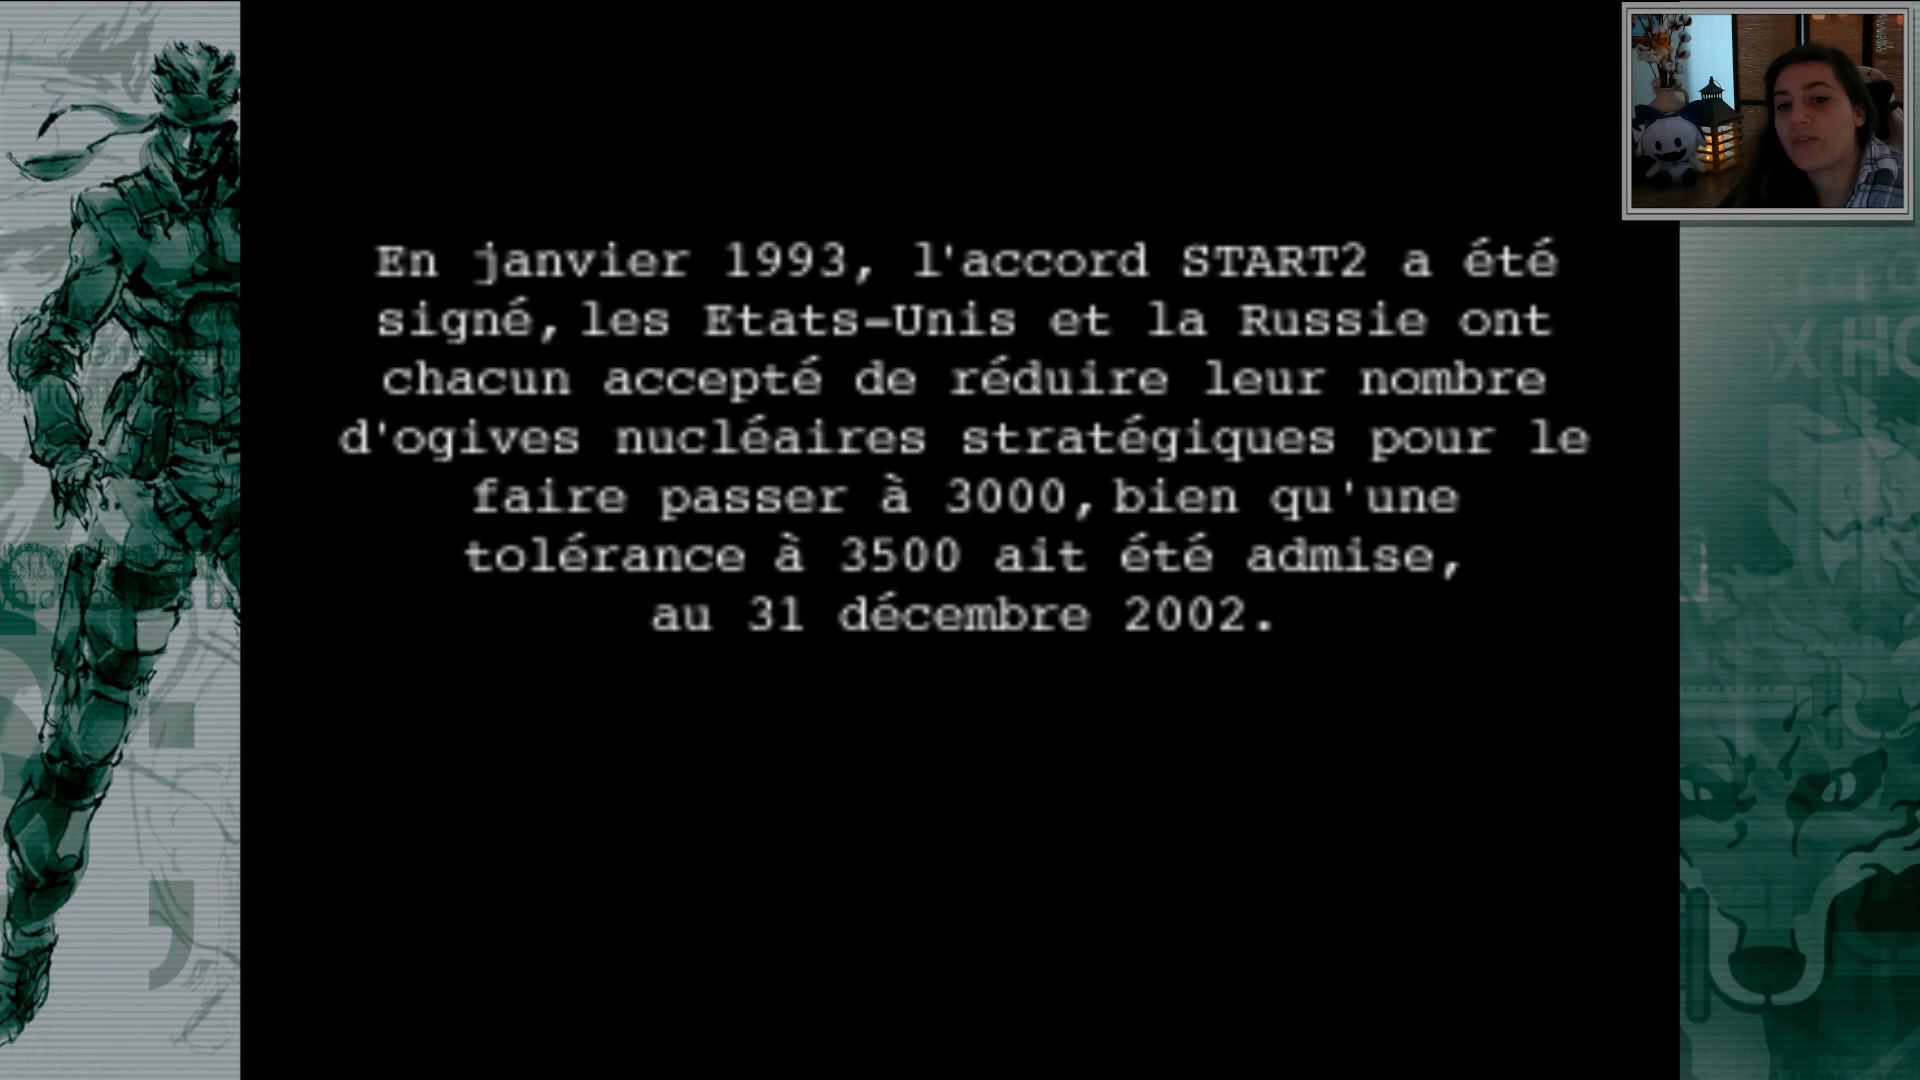 En janvier 1993, l'accord START2 a été
signé, les Etats-Unis et la Russie ont
chacun accepté de réduire leur nombre
d'ogives nucléaires stratégiques pour le
faire passer à 3000, bien qu'une
tolérance à 3500 ait été admise,
au 31 décembre 2002.